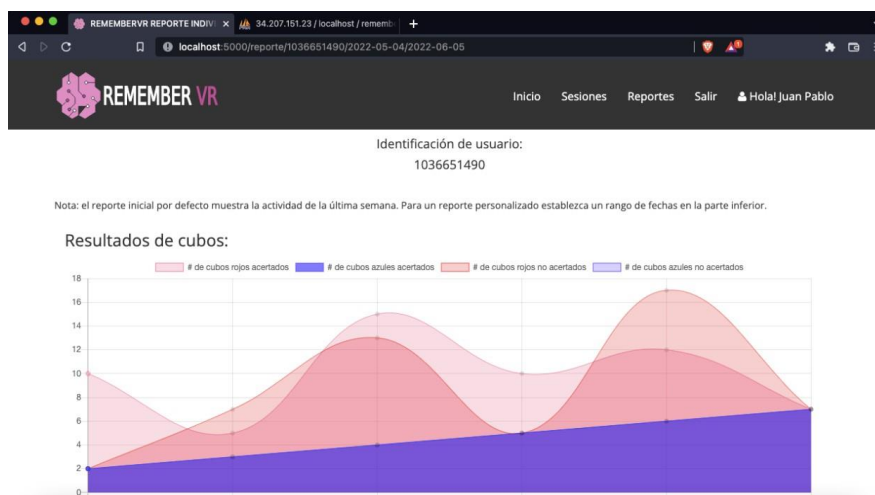 REMEMBERVR REPORTE INDIVI
34.207.151.23 / localhost / rememb
localhost:5000/reporte/1036651490/2022-05-04/2022-06-05
REMEMBER VR
Inicio Sesiones Reportes Salir Hola! Juan Pablo
Identificación de usuario:
1036651490
Nota: el reporte inicial por defecto muestra la actividad de la última semana. Para un reporte personalizado establezca un rango de fechas en la parte inferior.
Resultados de cubos:
# de cubos rojos acertados # de cubos azules acertados # de cubos rojos no acertados # de cubos azules no acertados
18
16
14
12
10
8
6
4
2
0